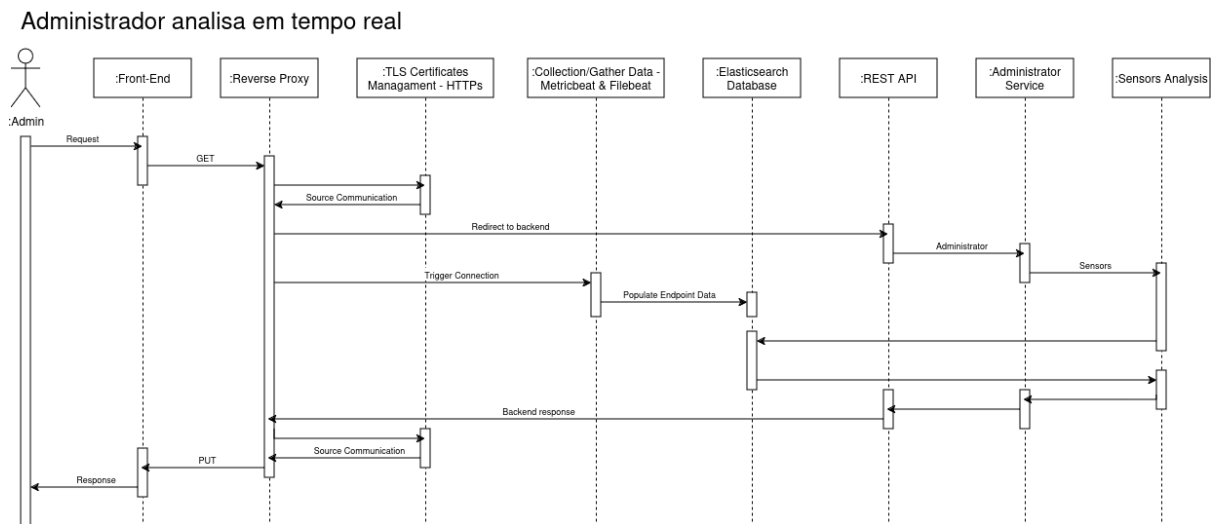 Administrador analisa em tempo real
:Admin
:Front-End
:Reverse Proxy
:TLS Certificates
Managament - HTTPs
:Collection/Gather Data -
Metricbeat & Filebeat
:Elasticsearch
Database
:REST API
:Administrator
Service
:Sensors Analysis
Request
GET
Source Communication
Redirect to backend
Administrator
Sensors
Trigger Connection
Populate Endpoint Data
Backend response
Source Communication
PUT
Response